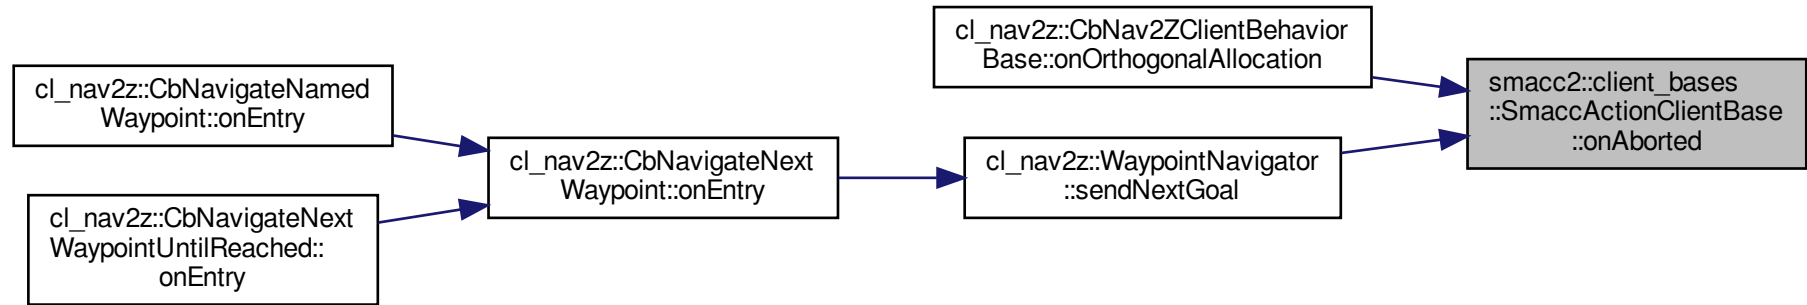 cl_nav2z::CbNavigateNamed
Waypoint::onEntry
cl_nav2z::CbNavigateNext
WaypointUntilReached::
onEntry
cl_nav2z::CbNavigateNext
Waypoint::onEntry
cl_nav2z::CbNav2ZClientBehavior
Base::onOrthogonalAllocation
cl_nav2z::WaypointNavigator
::sendNextGoal
smacc2::client_bases
::SmaccActionClientBase
::onAborted